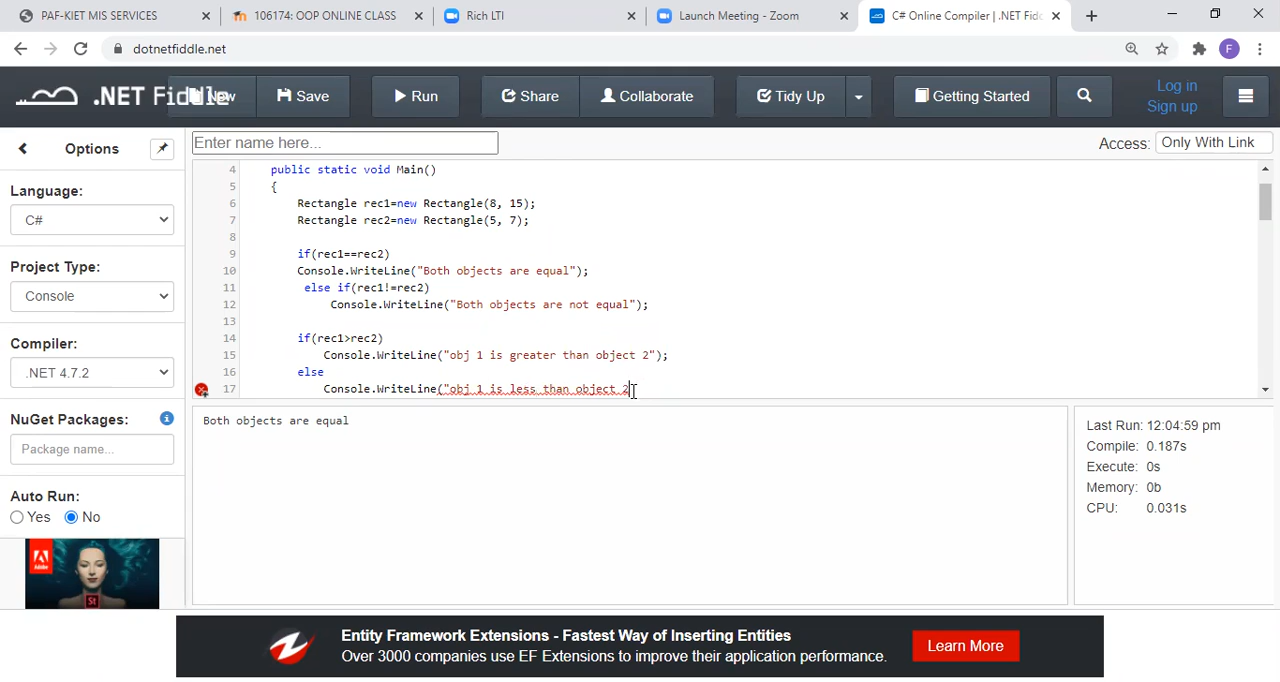 PAF-KIET MIS SERVICES
106174: OOP ONLINE CLASS
Rich LTI
Launch Meeting - Zoom
C# Online Compiler | .NET Fid
dotnetfiddle.net
F
.NET Fiddle
New
Save
Run
Share
Collaborate
Tidy Up
Getting Started
Log in
Sign up
Options
Enter name here...
Access:
Only With Link
Language:
C#
Project Type:
Console
Compiler:
.NET 4.7.2
NuGet Packages:
Package name...
Auto Run:
Yes
No
4 public static void Main()
5 {
6 Rectangle rec1=new Rectangle(8, 15);
7 Rectangle rec2=new Rectangle(5, 7);
8
9 if(rec1==rec2)
10 Console.WriteLine("Both objects are equal");
11 else if(rec1!=rec2)
12 Console.WriteLine("Both objects are not equal");
13
14 if(rec1>rec2)
15 Console.WriteLine("obj 1 is greater than object 2");
16 else
17 Console.WriteLine("obj 1 is less than object 2
Both objects are equal
Last Run: 12:04:59 pm
Compile: 0.187s
Execute: 0s
Memory: 0b
CPU: 0.031s
Adobe
St
Entity Framework Extensions - Fastest Way of Inserting Entities
Over 3000 companies use EF Extensions to improve their application performance.
Learn More